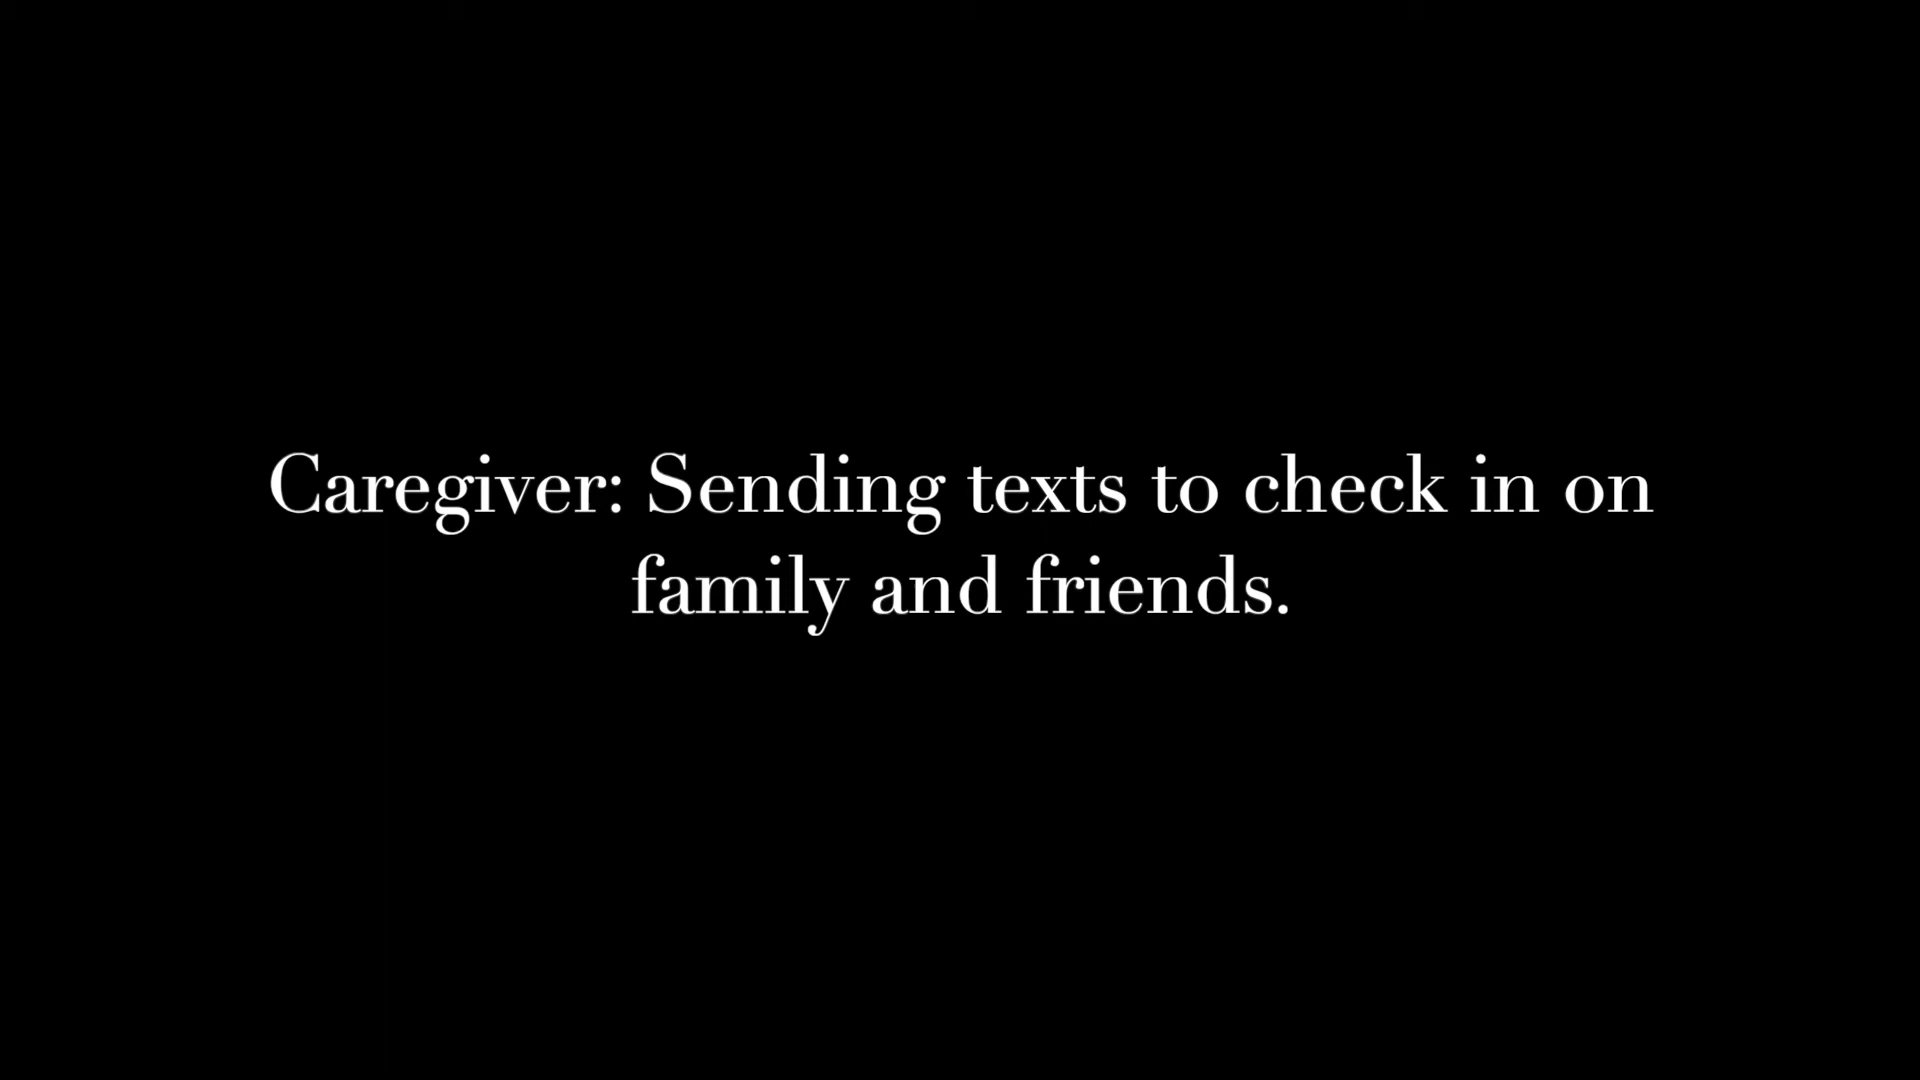 Caregiver: Sending texts to check in on
family and friends.